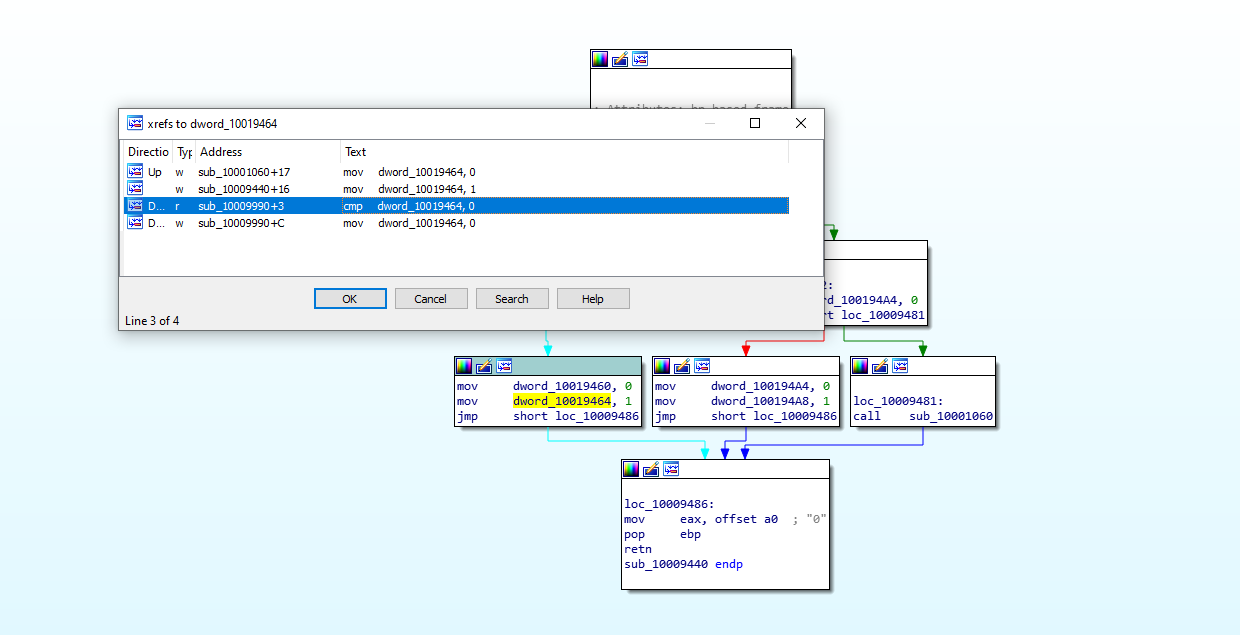 ; Attributes: bp-based frame
xrefs to dword_10019464
Directio Typ Address Text
Up w sub_10001060+17 mov dword_10019464, 0
w sub_10009440+16 mov dword_10019464, 1
D... r sub_10009990+3 cmp dword_10019464, 0
D... w sub_10009990+C mov dword_10019464, 0
OK Cancel Search Help
Line 3 of 4
2:
rd_100194A4, 0
rt loc_10009481
mov dword_10019460, 0
mov dword_10019464, 1
jmp short loc_10009486
mov dword_100194A4, 0
mov dword_100194A8, 1
jmp short loc_10009486
loc_10009481:
call sub_10001060
loc_10009486:
mov eax, offset a0 ; "0"
pop ebp
retn
sub_10009440 endp